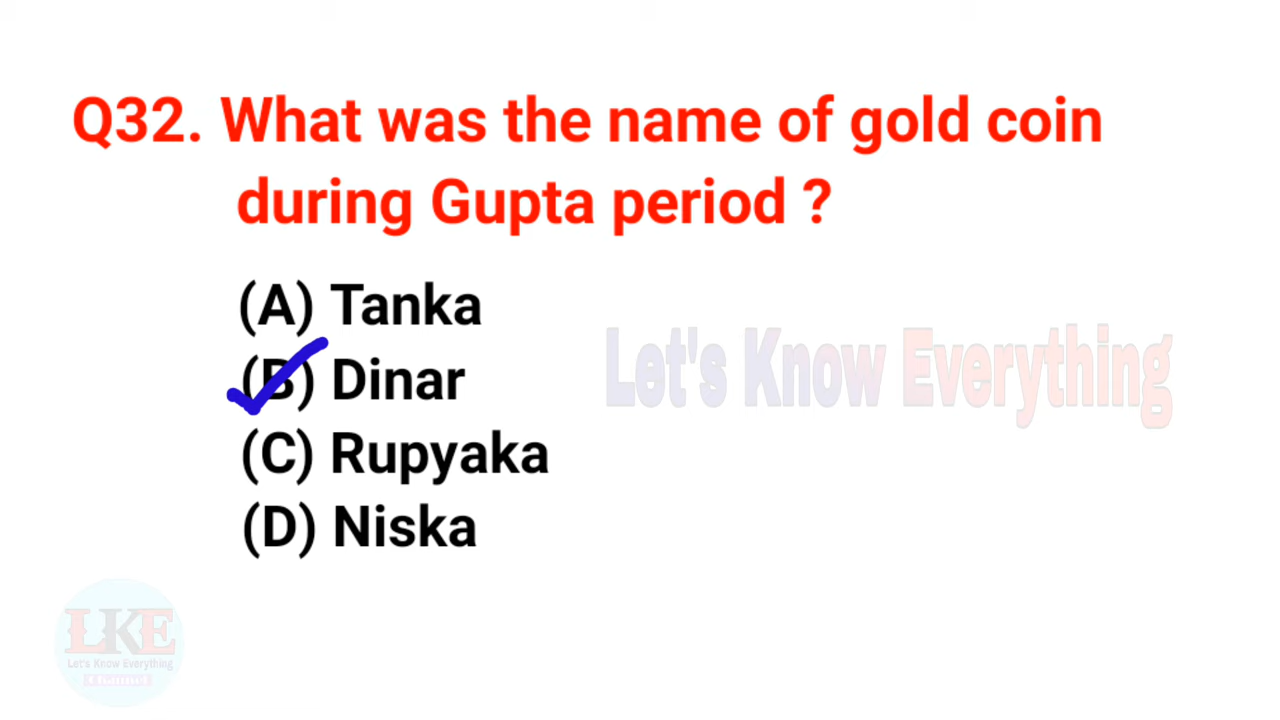 Q32. What was the name of gold coin
during Gupta period ?
(A) Tanka
(B) Dinar
(C) Rupyaka
(D) Niska
Let's Know Everything
LKE
Let's Know Everything
Channel